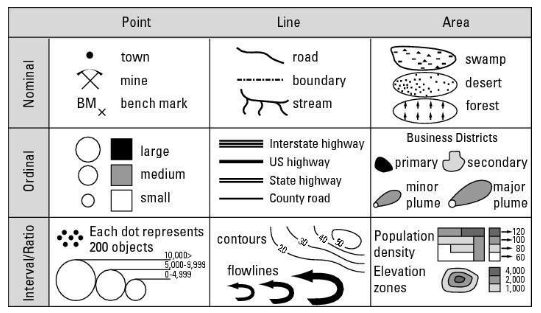 Point
Line
Area
Nominal
town
mine
BMx bench mark
road
boundary
stream
swamp
desert
forest
Ordinal
large
medium
small
Interstate highway
US highway
State highway
County road
Business Districts
primary
secondary
minor
plume
major
plume
Interval/Ratio
Each dot represents
200 objects
10,000>
5,000-9,999
0-4,999
contours
20
30
40
50
flowlines
Population
density
120
100
80
60
Elevation
zones
4,000
2,000
1,000